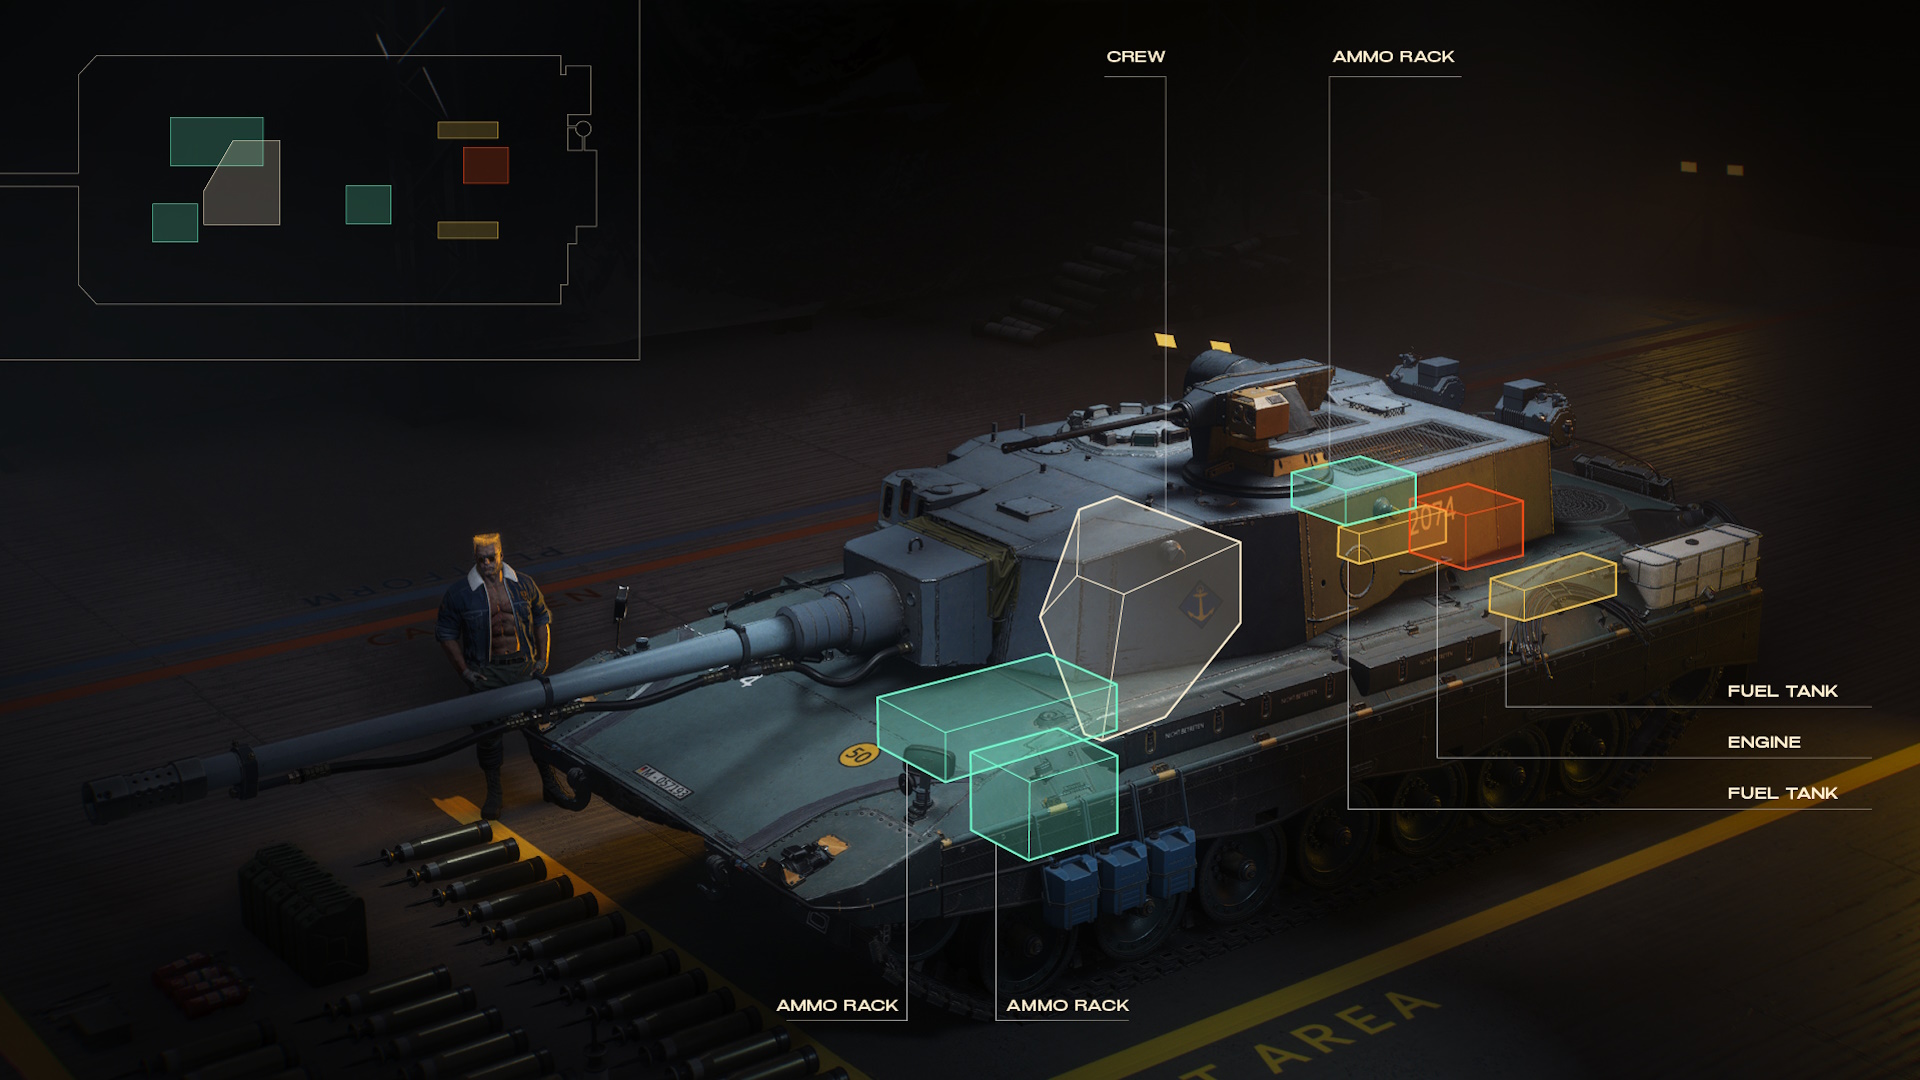 CREW
AMMO RACK
2074
FUEL TANK
ENGINE
FUEL TANK
50
AMMO RACK
AMMO RACK
T AREA